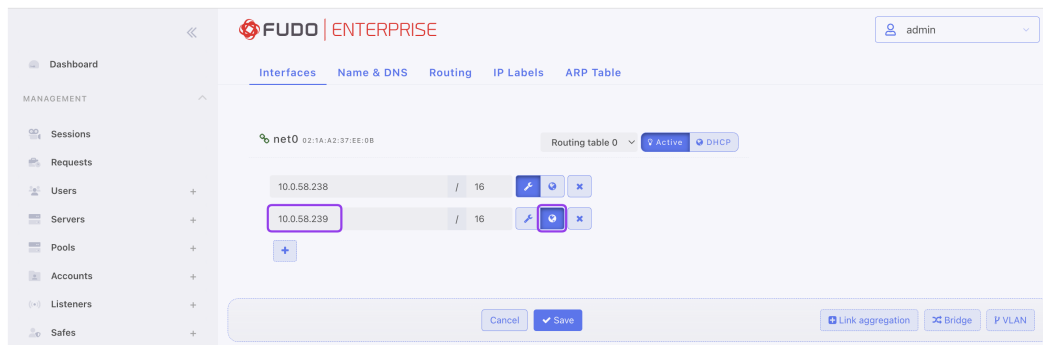 FUDO ENTERPRISE
admin
Dashboard
MANAGEMENT
Sessions
Requests
Users +
Servers +
Pools +
Accounts +
Listeners +
Safes +
Interfaces Name & DNS Routing IP Labels ARP Table
net0 02:1A:A2:37:EE:0B Routing table 0 Active DHCP
10.0.58.238 / 16
10.0.58.239 / 16
Cancel Save Link aggregation Bridge VLAN